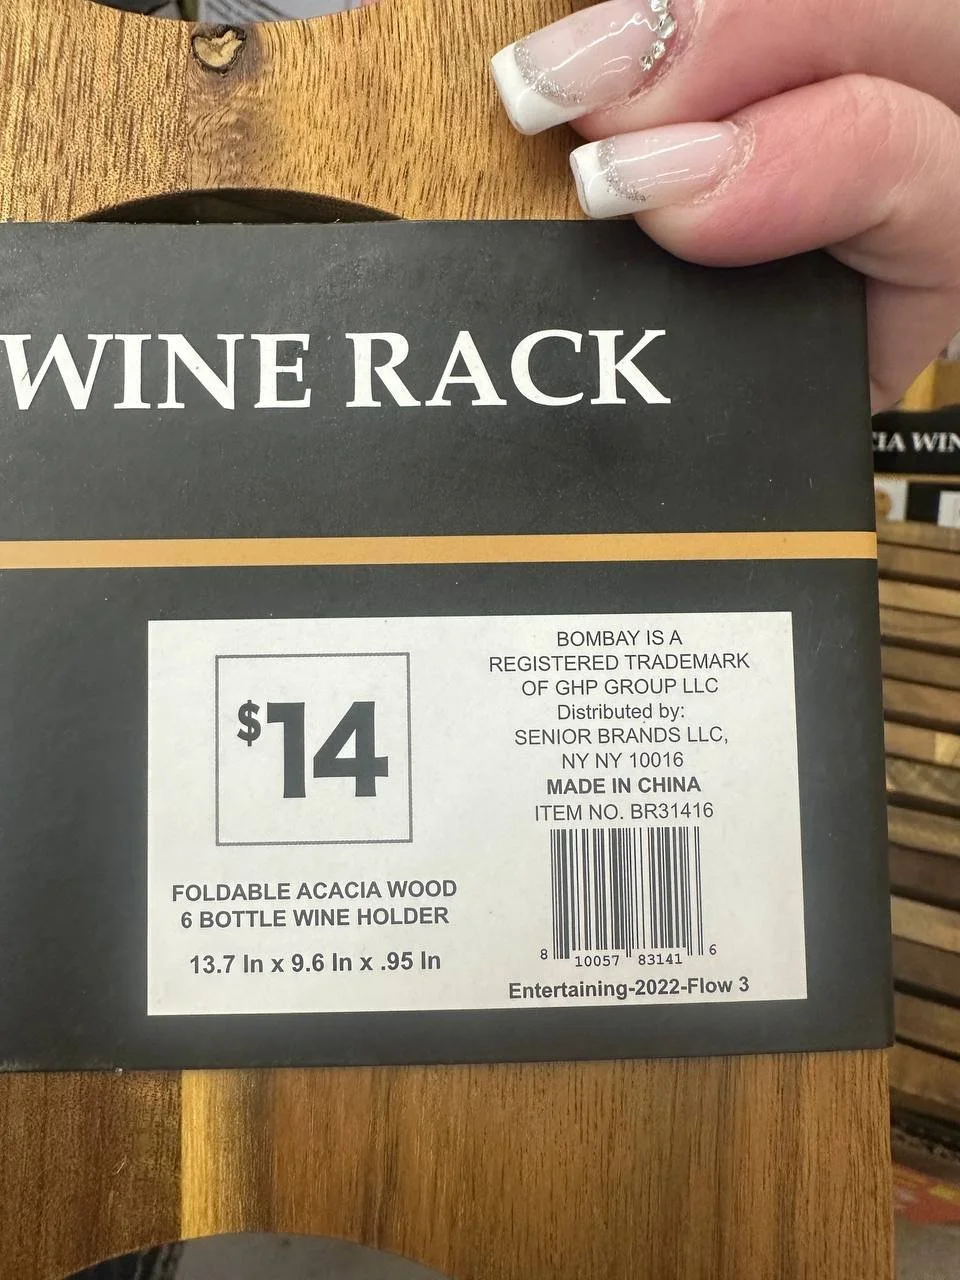 WINE RACK
CIA WIN
$14
FOLDABLE ACACIA WOOD
6 BOTTLE WINE HOLDER
13.7 In x 9.6 In x .95 In
BOMBAY IS A
REGISTERED TRADEMARK
OF GHP GROUP LLC
Distributed by:
SENIOR BRANDS LLC,
NY NY 10016
MADE IN CHINA
ITEM NO. BR31416
8 10057 83141 6
Entertaining-2022-Flow 3